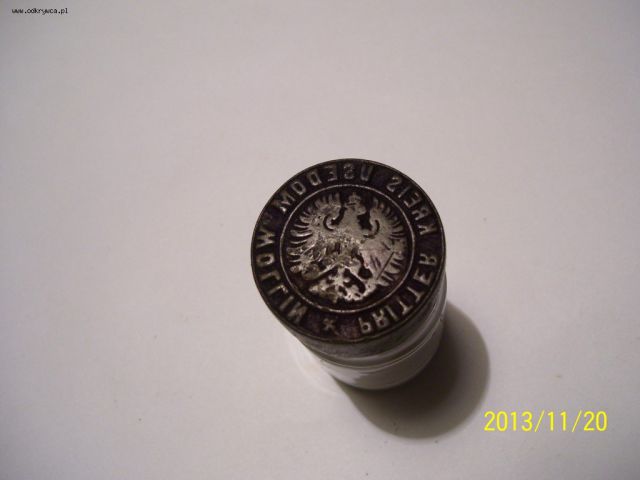 www.odkrywca.pl
PRITTER KREIS USEDOM-WOLLIN
2013/11/20